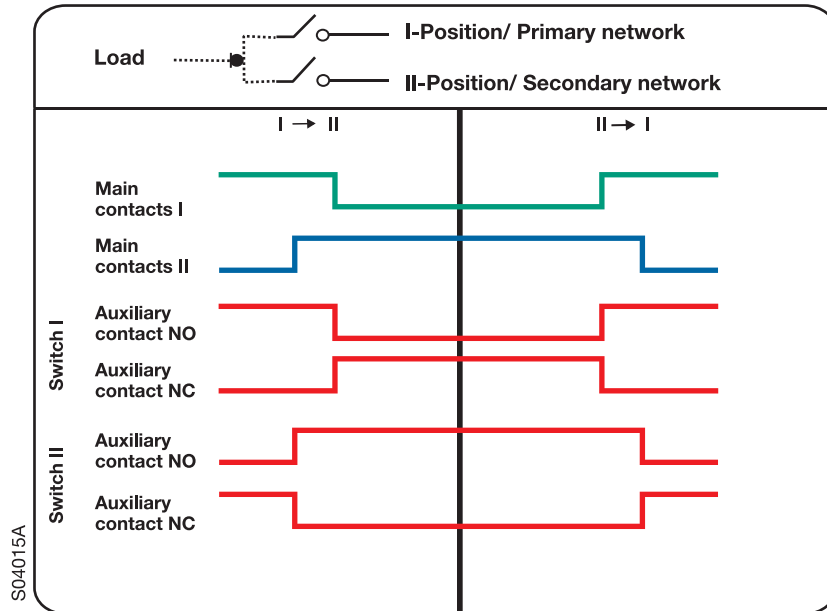 I-Position/ Primary network
Load
II-Position/ Secondary network
I → II
II → I
Main
contacts I
Main
contacts II
Switch I
Auxiliary
contact NO
Auxiliary
contact NC
Switch II
Auxiliary
contact NO
Auxiliary
contact NC
S04015A